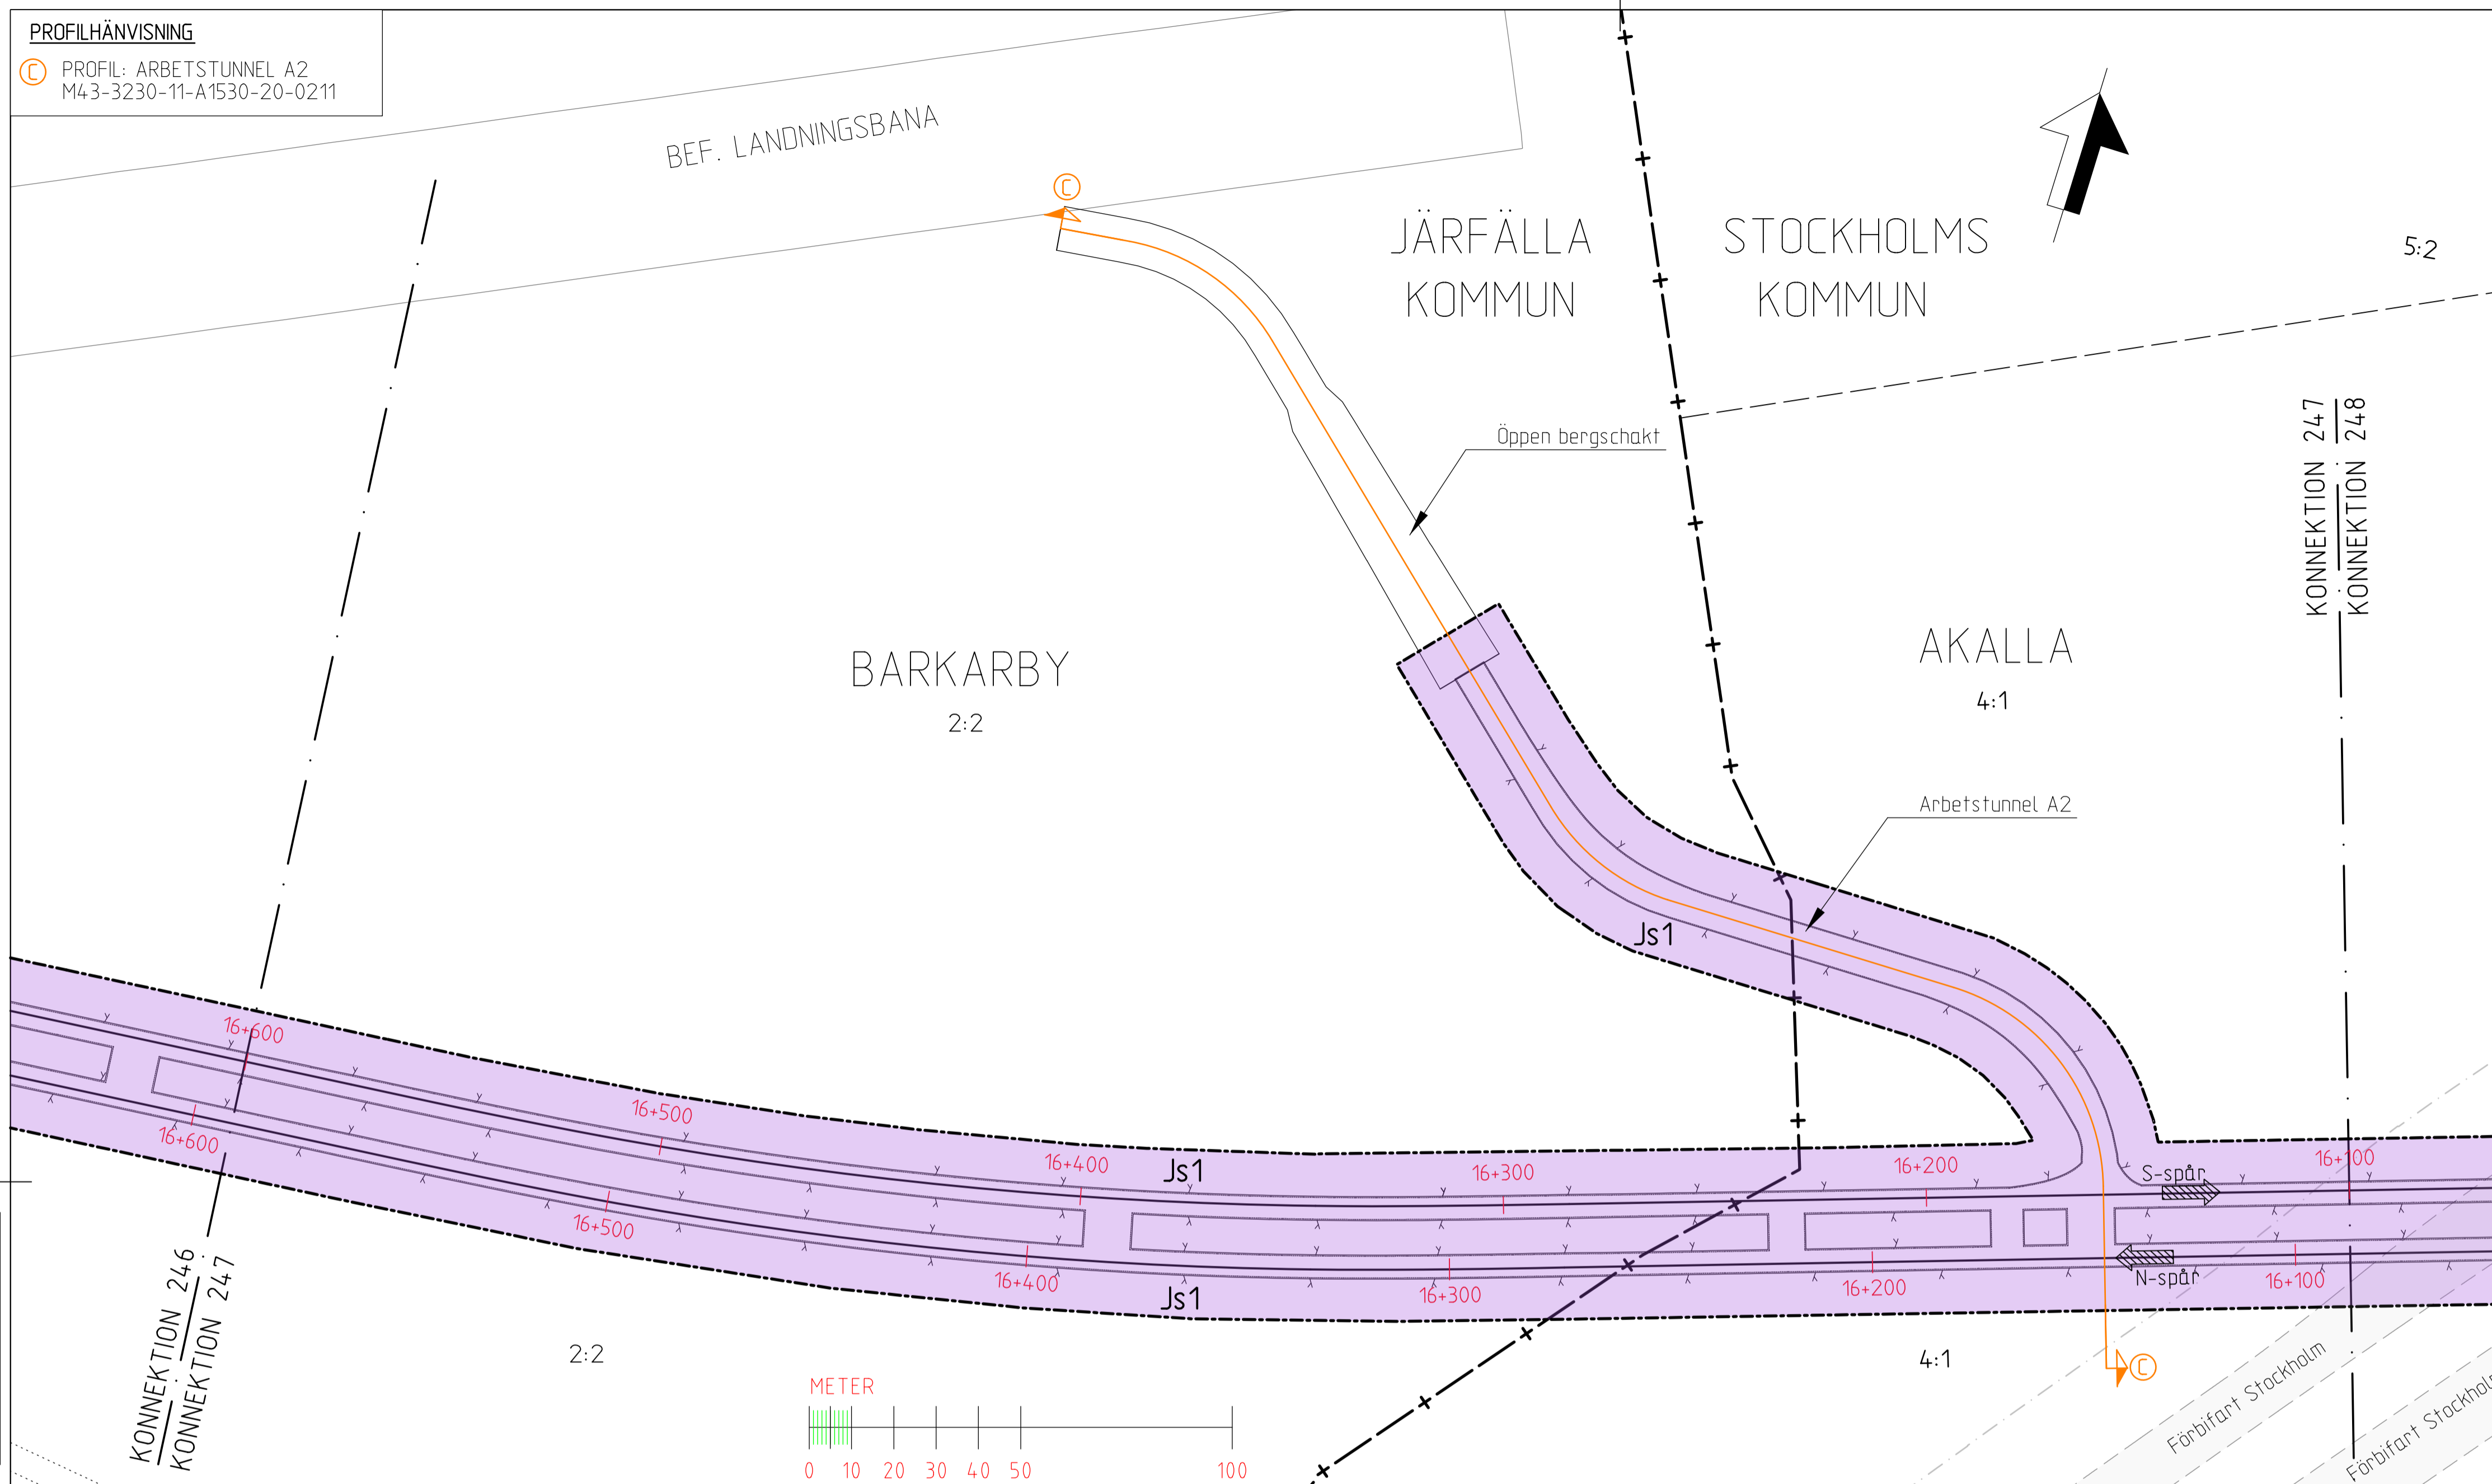 PROFILHÄNVISNING
C PROFIL: ARBETSTUNNEL A2
M43-3230-11-A1530-20-0211
BEF. LANDNINGSBANA
C
JÄRFÄLLA
KOMMUN
STOCKHOLMS
KOMMUN
5:2
Öppen bergschakt
KONNEKTION 247
KONNEKTION 248
BARKARBY
2:2
AKALLA
4:1
Arbetstunnel A2
Js1
16+600
16+500
16+400
Js1
16+300
16+200
S-spår
16+100
16+600
16+500
16+400
Js1
16+300
16+200
N-spår
16+100
KONNEKTION 246
KONNEKTION 247
2:2
4:1
C
Förbifart Stockholm
Förbifart Stockholm
METER
0 10 20 30 40 50 100